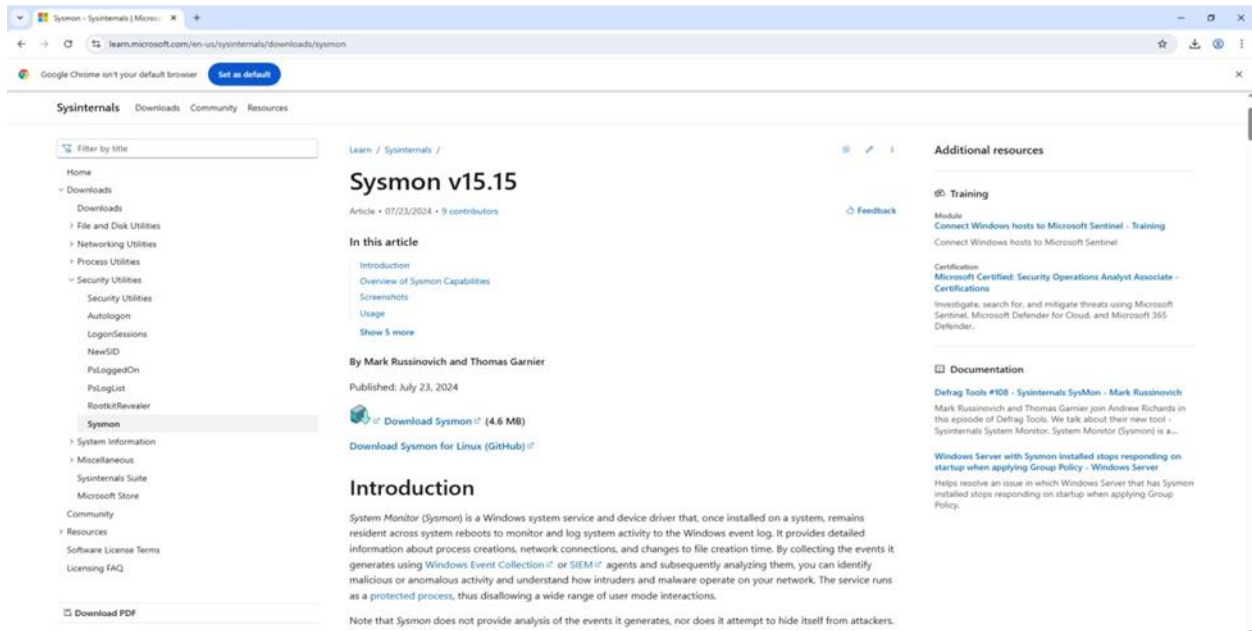 Sysmon - Sysinternals | Micros
learn.microsoft.com/en-us/sysinternals/downloads/sysmon
Google Chrome isn't your default browser
Set as default
Sysinternals Downloads Community Resources
Filter by title
Home
Downloads
Downloads
File and Disk Utilities
Networking Utilities
Process Utilities
Security Utilities
Security Utilities
Autologon
LogonSessions
NewSID
PsLoggedOn
PsLogList
RootkitRevealer
Sysmon
System Information
Miscellaneous
Sysinternals Suite
Microsoft Store
Community
Resources
Software License Terms
Licensing FAQ
Download PDF
Learn / Sysinternals /
Sysmon v15.15
Article • 07/23/2024 • 9 contributors
Feedback
In this article
Introduction
Overview of Sysmon Capabilities
Screenshots
Usage
Show 5 more
By Mark Russinovich and Thomas Garnier
Published: July 23, 2024
Download Sysmon (4.6 MB)
Download Sysmon for Linux (GitHub)
Introduction
System Monitor (Sysmon) is a Windows system service and device driver that, once installed on a system, remains
resident across system reboots to monitor and log system activity to the Windows event log. It provides detailed
information about process creations, network connections, and changes to file creation time. By collecting the events it
generates using Windows Event Collection or SIEM agents and subsequently analyzing them, you can identify
malicious or anomalous activity and understand how intruders and malware operate on your network. The service runs
as a protected process, thus disallowing a wide range of user mode interactions.
Note that Sysmon does not provide analysis of the events it generates, nor does it attempt to hide itself from attackers.
Additional resources
Training
Module
Connect Windows hosts to Microsoft Sentinel - Training
Connect Windows hosts to Microsoft Sentinel
Certification
Microsoft Certified: Security Operations Analyst Associate -
Certifications
Investigate, search for, and mitigate threats using Microsoft
Sentinel, Microsoft Defender for Cloud, and Microsoft 365
Defender.
Documentation
Defrag Tools #108 - Sysinternals SysMon - Mark Russinovich
Mark Russinovich and Thomas Garnier join Andrew Richards in
this episode of Defrag Tools. We talk about their new tool -
Sysinternals System Monitor. System Monitor (Sysmon) is a...
Windows Server with Sysmon installed stops responding on
startup when applying Group Policy - Windows Server
Helps resolve an issue in which Windows Server that has Sysmon
installed stops responding on startup when applying Group
Policy.